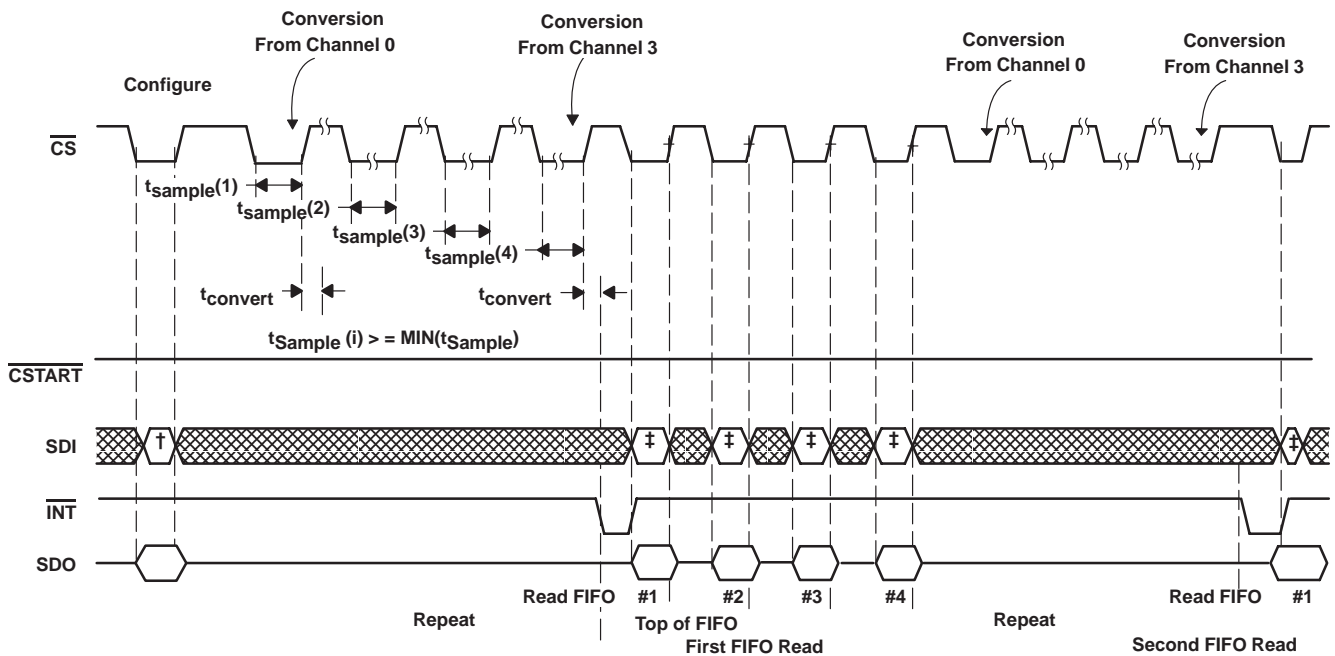 Conversion
From Channel 0
Conversion
From Channel 3
Conversion
From Channel 0
Conversion
From Channel 3
Configure
CS
tsample(1)
tsample(2)
tsample(3)
tsample(4)
tconvert
tconvert
tSample (i) > = MIN(tSample)
CSTART
SDI
†
‡
‡
‡
‡
‡
INT
SDO
Read FIFO
#1
#2
#3
#4
Read FIFO
#1
Repeat
Top of FIFO
Repeat
First FIFO Read
Second FIFO Read